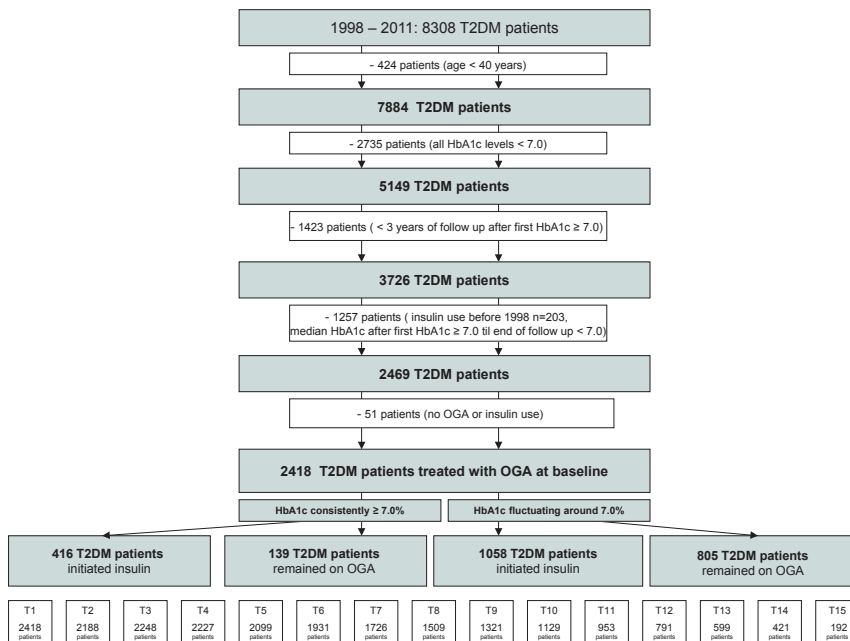 1998 – 2011: 8308 T2DM patients
- 424 patients (age < 40 years)
7884 T2DM patients
- 2735 patients (all HbA1c levels < 7.0)
5149 T2DM patients
- 1423 patients ( < 3 years of follow up after first HbA1c ≥ 7.0)
3726 T2DM patients
- 1257 patients ( insulin use before 1998 n=203,
median HbA1c after first HbA1c ≥ 7.0 til end of follow up < 7.0)
2469 T2DM patients
- 51 patients (no OGA or insulin use)
2418 T2DM patients treated with OGA at baseline
HbA1c consistently ≥ 7.0%
HbA1c fluctuating around 7.0%
416 T2DM patients
initiated insulin
139 T2DM patients
remained on OGA
1058 T2DM patients
initiated insulin
805 T2DM patients
remained on OGA
T1
2418
patients
T2
2188
patients
T3
2248
patients
T4
2227
patients
T5
2099
patients
T6
1931
patients
T7
1726
patients
T8
1509
patients
T9
1321
patients
T10
1129
patients
T11
953
patients
T12
791
patients
T13
599
patients
T14
421
patients
T15
192
patients